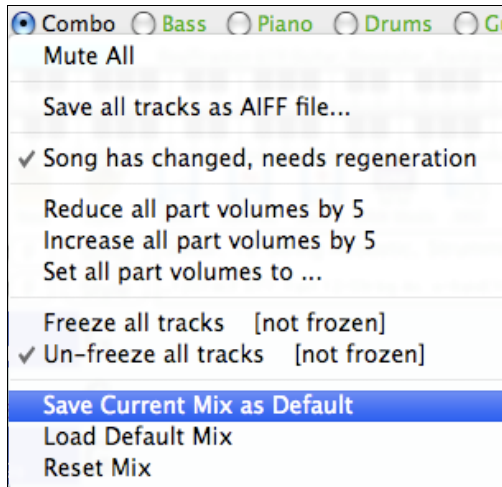 Combo Bass Piano Drums
Mute All
Save all tracks as AIFF file...
✓ Song has changed, needs regeneration
Reduce all part volumes by 5
Increase all part volumes by 5
Set all part volumes to ...
Freeze all tracks [not frozen]
✓ Un-freeze all tracks [not frozen]
Save Current Mix as Default
Load Default Mix
Reset Mix